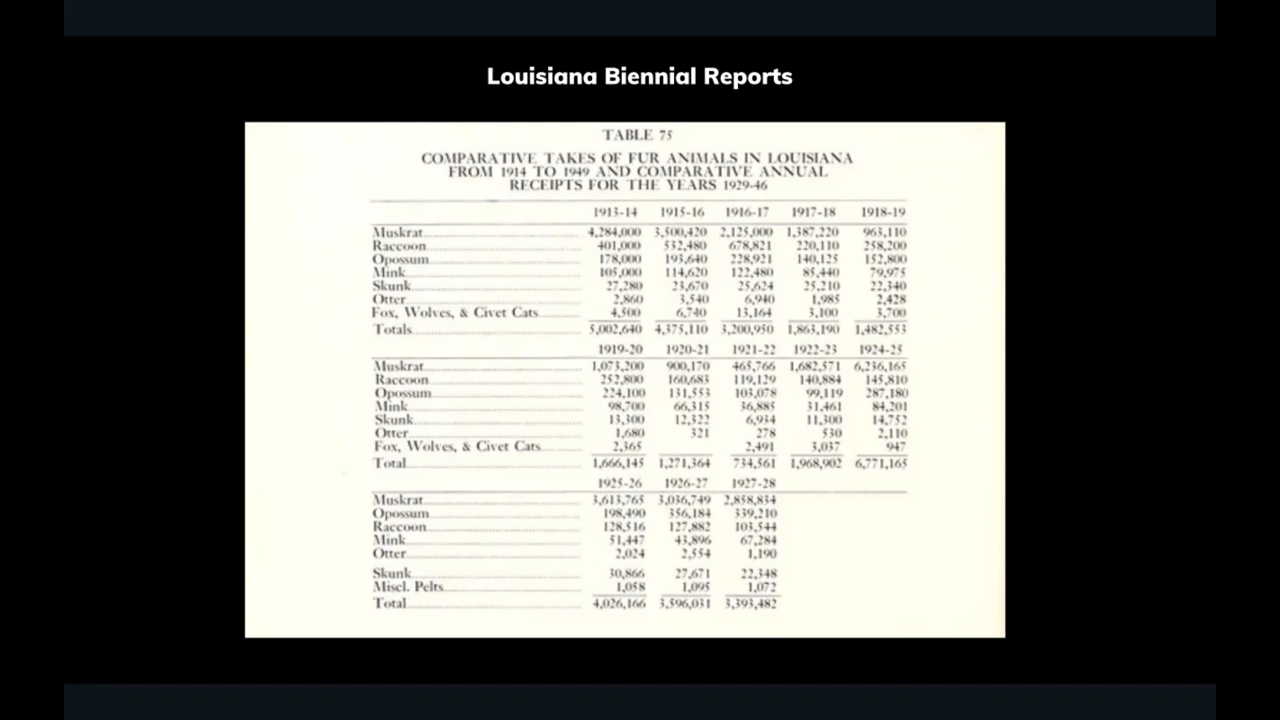 Louisiana Biennial Reports
TABLE 75
COMPARATIVE TAKES OF FUR ANIMALS IN LOUISIANA
FROM 1914 TO 1949 AND COMPARATIVE ANNUAL
RECEIPTS FOR THE YEARS 1929-46
1913-14 1915-16 1916-17 1917-18 1918-19
Muskrat 4,284,000 3,500,420 2,125,000 1,387,220 963,110
Raccoon 401,000 532,480 678,821 220,110 258,200
Opossum 178,000 193,640 228,921 140,125 152,800
Mink 105,000 114,620 122,480 85,440 79,975
Skunk 27,280 23,670 25,624 25,210 22,340
Otter 2,860 3,540 6,940 1,985 2,428
Fox, Wolves, & Civet Cats 4,500 6,740 13,164 3,100 3,700
Totals 5,002,640 4,375,110 3,200,950 1,863,190 1,482,553
1919-20 1920-21 1921-22 1922-23 1924-25
Muskrat 1,073,200 900,170 465,766 1,682,571 6,236,165
Raccoon 252,800 160,683 119,129 140,884 145,810
Opossum 224,100 131,553 103,078 99,119 287,180
Mink 98,700 66,315 36,885 31,461 84,201
Skunk 13,300 12,322 6,934 11,300 14,752
Otter 1,680 321 278 530 2,110
Fox, Wolves, & Civet Cats 2,365 2,491 3,037 947
Total 1,666,145 1,271,364 734,561 1,968,902 6,771,165
1925-26 1926-27 1927-28
Muskrat 3,613,765 3,036,749 2,858,834
Opossum 198,490 356,184 339,210
Raccoon 128,516 127,882 103,544
Mink 51,447 43,896 67,284
Otter 2,024 2,554 1,190
Skunk 30,866 27,671 22,348
Miscl. Pelts 1,058 1,095 1,072
Total 4,026,166 3,596,031 3,393,482